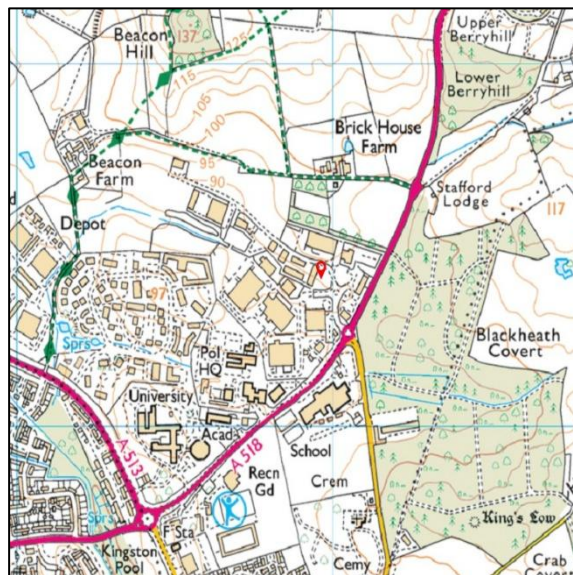 Beacon
Hill
137
125
115
105
100
95
90
Upper
Berryhill
Lower
Berryhill
Brick House
Farm
Beacon
Farm
Stafford
Lodge
117
Depot
97
Sprs
Pol
HQ
Blackheath
Covert
University
Acad
A 513
A 518
School
Recn
Gd
Crem
Sprs
King's Low
F Sta
Kingston
Pool
Cemy
Crab